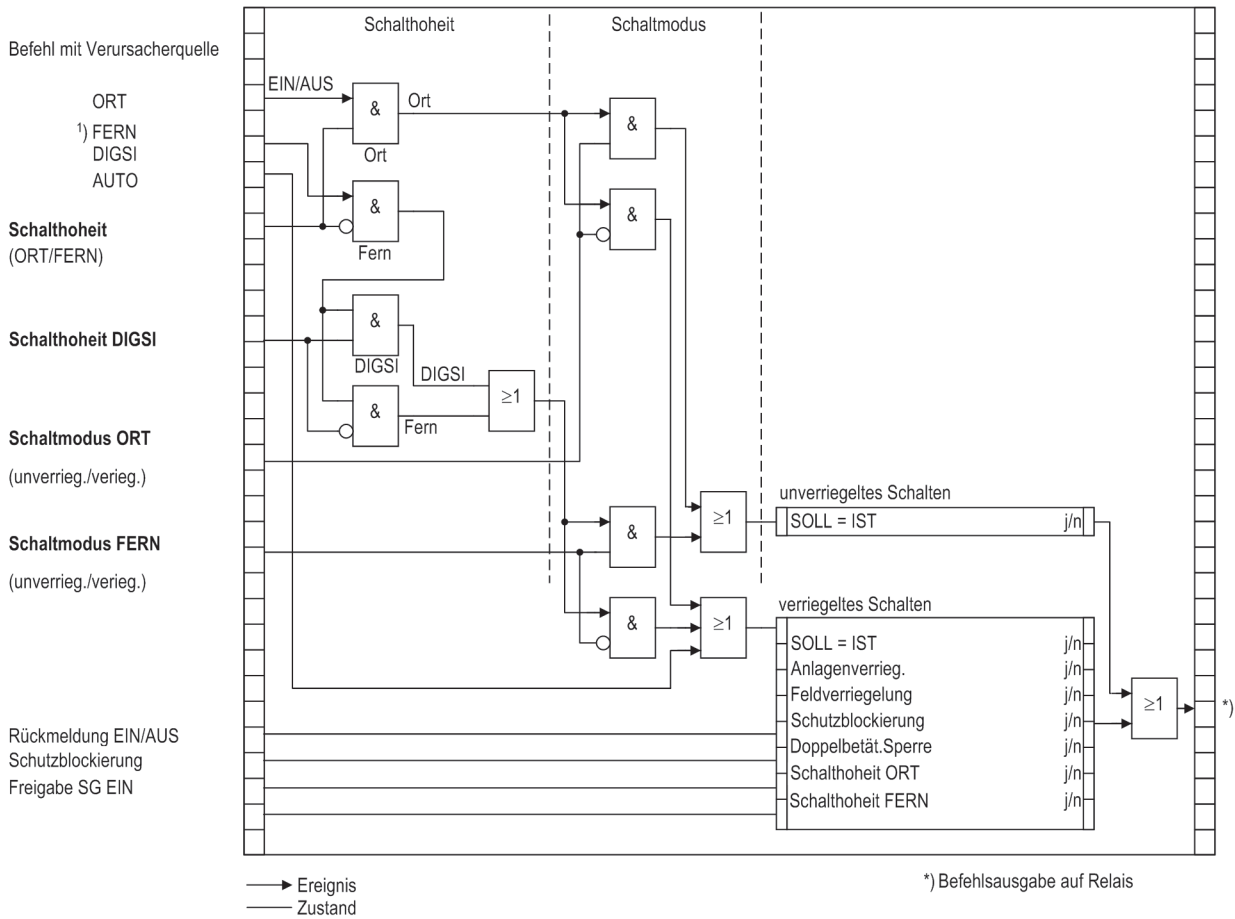 Schalthoheit
Schaltmodus
Befehl mit Verursacherquelle
EIN/AUS
ORT
1) FERN
DIGSI
AUTO
&
Ort
Ort
&
Fern
Schalthoheit
(ORT/FERN)
&
&
Schalthoheit DIGSI
&
DIGSI
DIGSI
&
Fern
≥1
Schaltmodus ORT
(unverrieg./verieg.)
Schaltmodus FERN
(unverrieg./verieg.)
&
≥1
&
≥1
unverriegeltes Schalten
SOLL = IST j/n
verriegeltes Schalten
SOLL = IST j/n
Anlagenverrieg. j/n
Feldverriegelung j/n
Schutzblockierung j/n
Doppelbetät.Sperre j/n
Schalthoheit ORT j/n
Schalthoheit FERN j/n
≥1
*)
Rückmeldung EIN/AUS
Schutzblockierung
Freigabe SG EIN
Ereignis
Zustand
*) Befehlsausgabe auf Relais